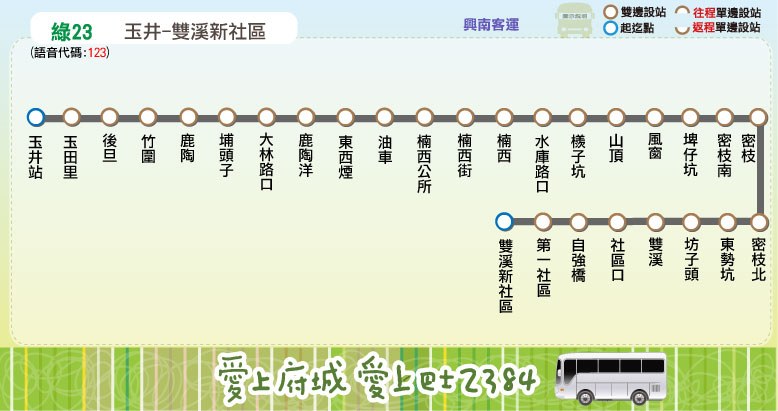 綠23 玉井-雙溪新社區
(語音代碼:123)
興南客運
雙邊設站
起迄點
往程單邊設站
返程單邊設站
玉井站
玉田里
後旦
竹圍
鹿陶
埔頭子
大林路口
鹿陶洋
東西煙
油車
楠西公所
楠西街
楠西
水庫路口
檨子坑
山頂
風窗
埤仔坑
密枝南
密枝
密枝北
東勢坑
坊子頭
雙溪
社區口
自強橋
第一社區
雙溪新社區
愛上府城 愛上巴士2384